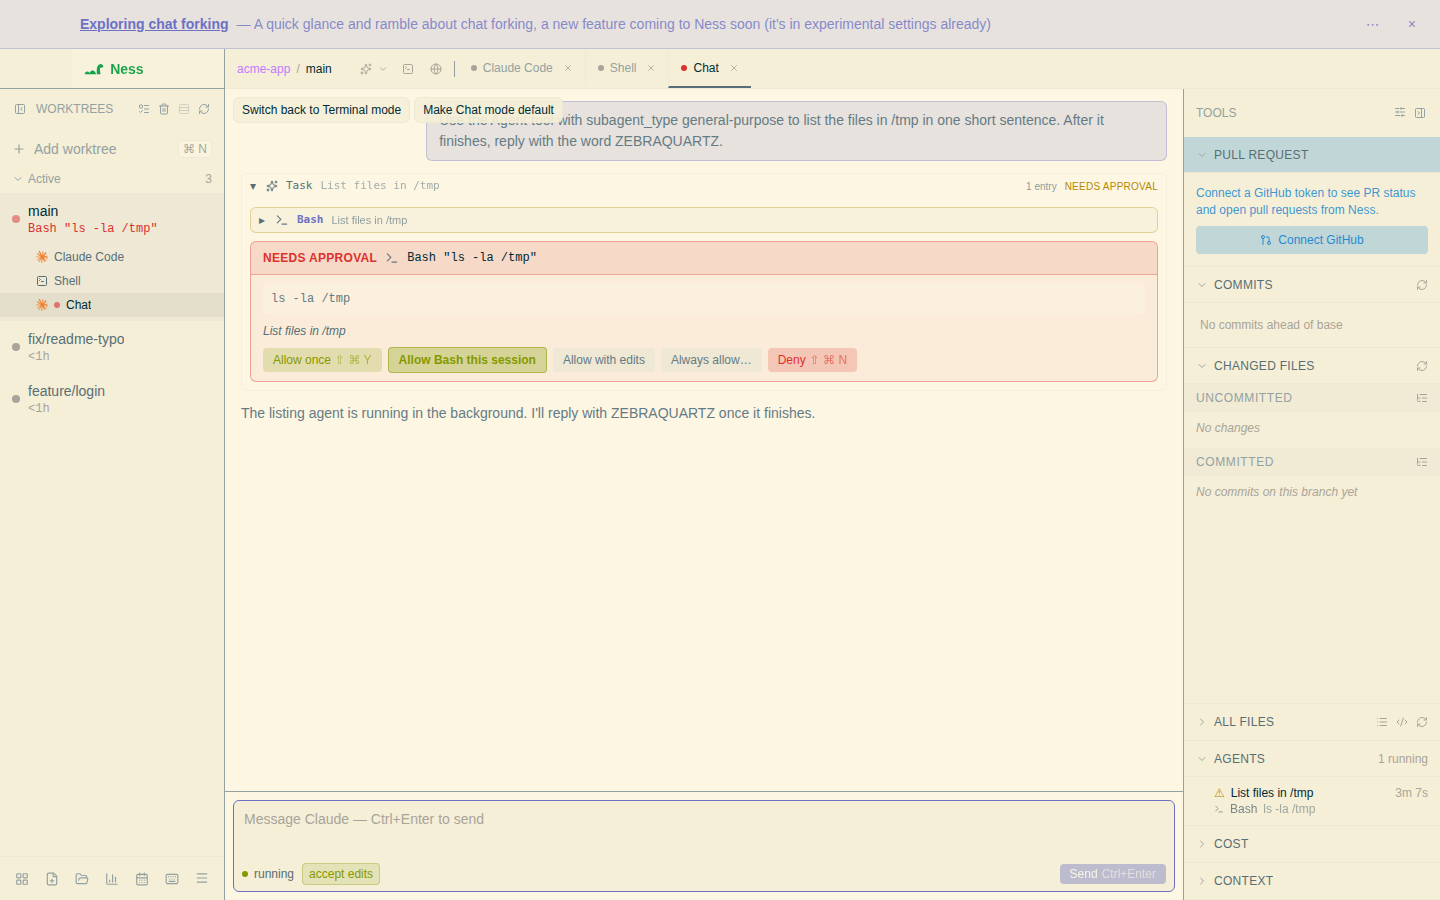 Exploring chat forking — A quick glance and ramble about chat forking, a new feature coming to Ness soon (it's in experimental settings already)
Ness
acme-app / main
Claude Code
Shell
Chat
WORKTREES
Add worktree ⌘ N
Active 3
main
Bash "ls -la /tmp"
Claude Code
Shell
Chat
fix/readme-typo
<1h
feature/login
<1h
Switch back to Terminal mode
Make Chat mode default
with subagent_type general-purpose to list the files in /tmp in one short sentence. After it
finishes, reply with the word ZEBRAQUARTZ.
Task List files in /tmp 1 entry NEEDS APPROVAL
Bash List files in /tmp
NEEDS APPROVAL Bash "ls -la /tmp"
ls -la /tmp
List files in /tmp
Allow once ⇧ ⌘ Y
Allow Bash this session
Allow with edits
Always allow…
Deny ⇧ ⌘ N
The listing agent is running in the background. I'll reply with ZEBRAQUARTZ once it finishes.
Message Claude — Ctrl+Enter to send
running
accept edits
Send Ctrl+Enter
TOOLS
PULL REQUEST
Connect a GitHub token to see PR status
and open pull requests from Ness.
Connect GitHub
COMMITS
No commits ahead of base
CHANGED FILES
UNCOMMITTED
No changes
COMMITTED
No commits on this branch yet
ALL FILES
AGENTS 1 running
List files in /tmp 3m 7s
Bash ls -la /tmp
COST
CONTEXT